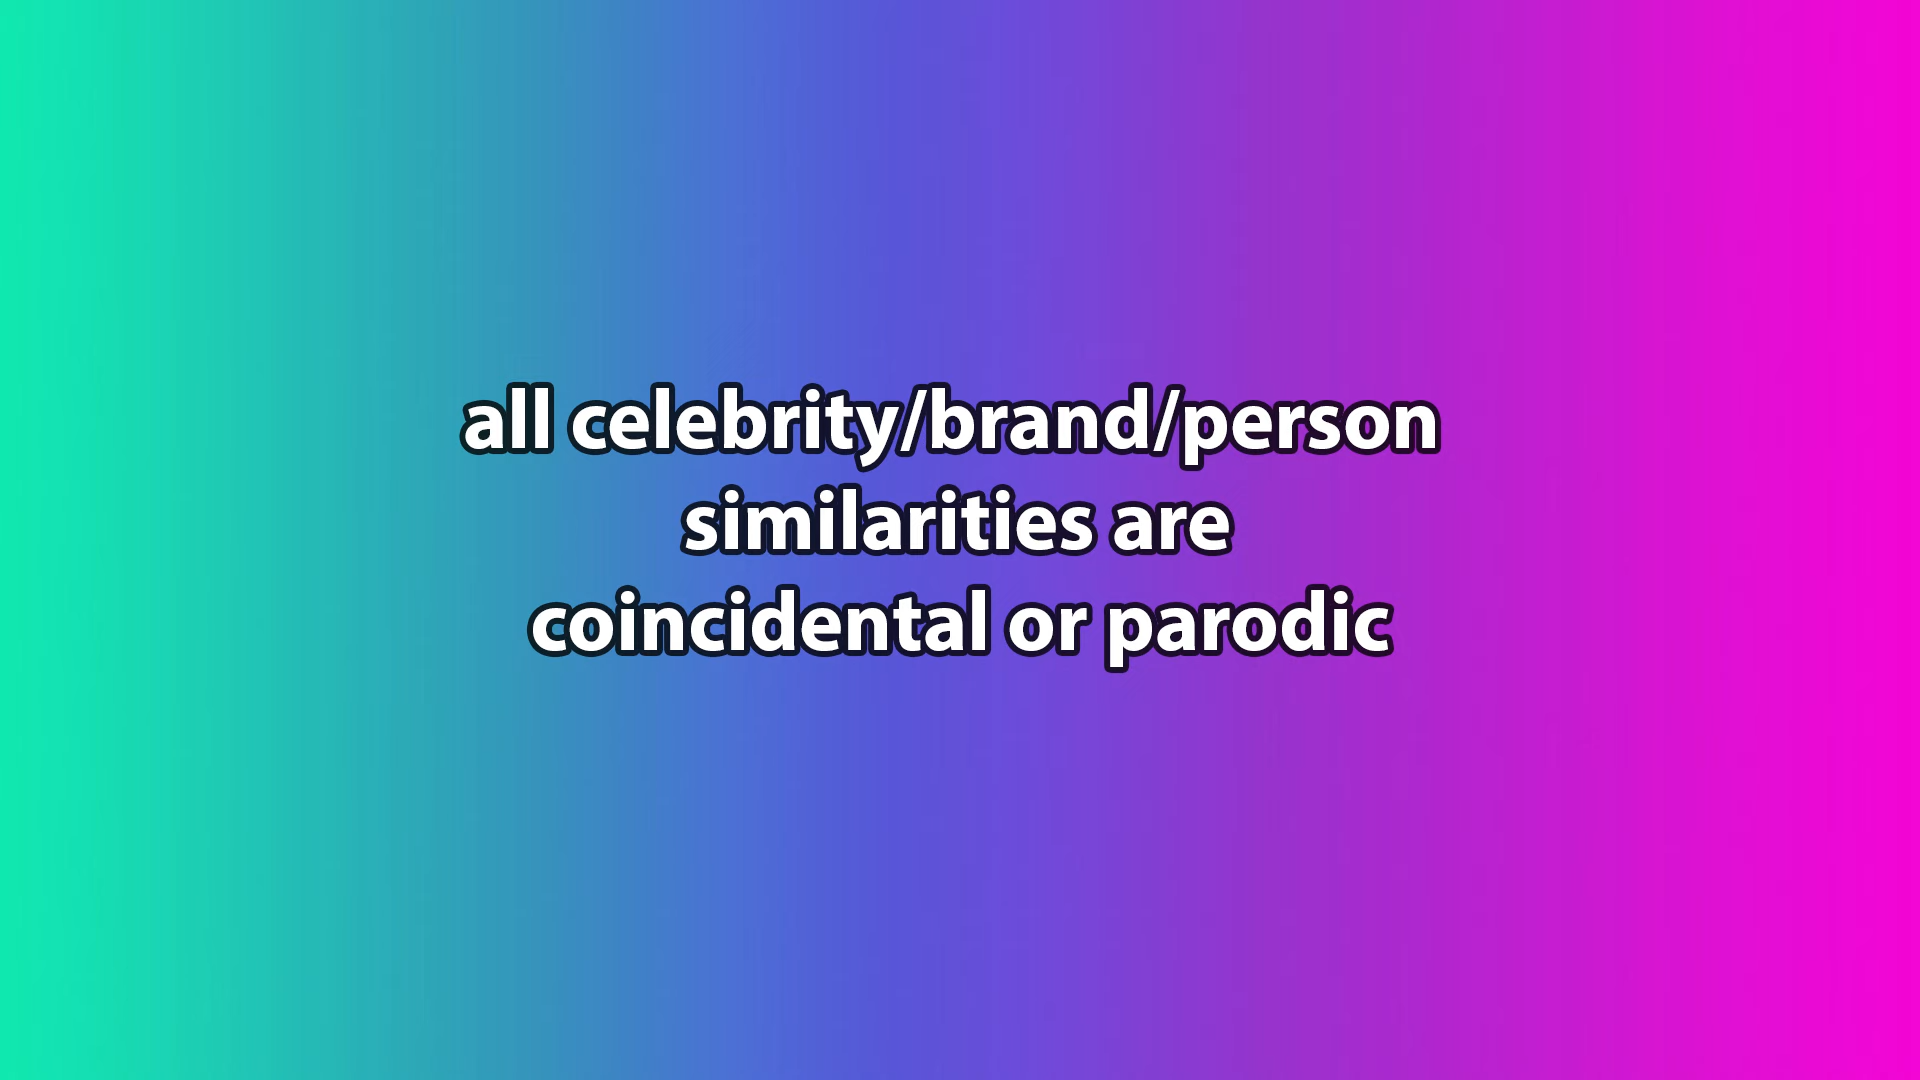 all celebrity/brand/person
similarities are
coincidental or parodic